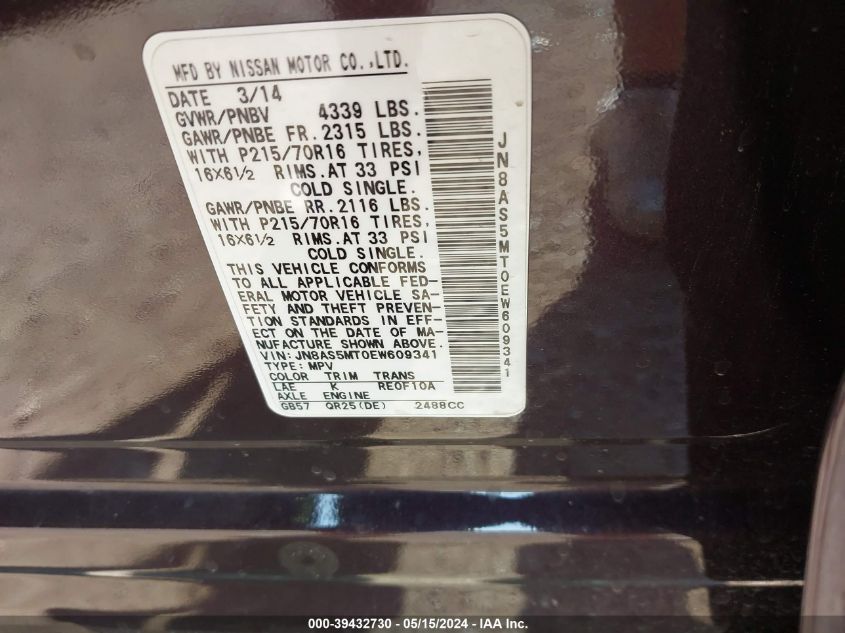 MFD BY NISSAN MOTOR CO.,LTD.
DATE 3/14
GVWR/PNBV 4339 LBS.
GAWR/PNBE FR. 2315 LBS.
WITH P215/70R16 TIRES,
16X6½ RIMS.AT 33 PSI
COLD SINGLE.
GAWR/PNBE RR. 2116 LBS.
WITH P215/70R16 TIRES,
16X6½ RIMS.AT 33 PSI
COLD SINGLE.
THIS VEHICLE CONFORMS
TO ALL APPLICABLE FED-
ERAL MOTOR VEHICLE SA-
FETY AND THEFT PREVEN-
TION STANDARDS IN EFF-
ECT ON THE DATE OF MA-
NUFACTURE SHOWN ABOVE.
VIN: JN8AS5MT0EW609341
TYPE: MPV
COLOR TRIM TRANS
LAE K RE0F10A
AXLE ENGINE
GB57 QR25(DE) 2488CC
JN8AS5MT0EW609341
000-39432730 - 05/15/2024 - IAA Inc.